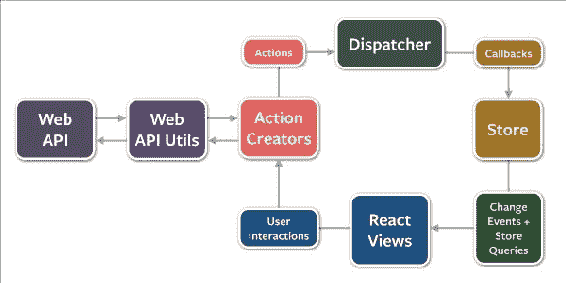 Actions
Dispatcher
Callbacks
Web
API
Web
API Utils
Action
Creators
Store
User
Interactions
React
Views
Change
Events +
Store
Queries